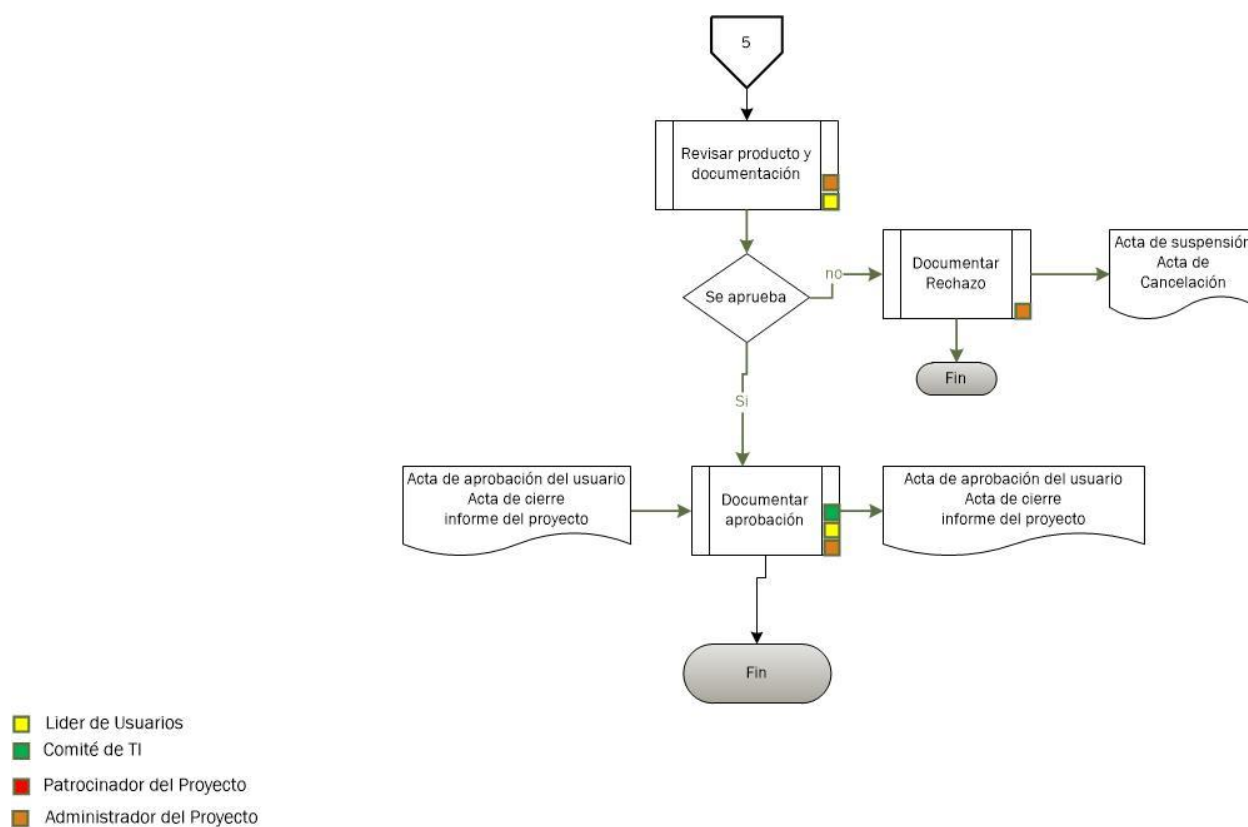 5
Revisar producto y
documentación
Se aprueba
no
Documentar
Rechazo
Acta de suspensión
Acta de
Cancelación
Fin
Si
Acta de aprobación del usuario
Acta de cierre
informe del proyecto
Documentar
aprobación
Acta de aprobación del usuario
Acta de cierre
informe del proyecto
Fin
Lider de Usuarios
Comité de TI
Patrocinador del Proyecto
Administrador del Proyecto